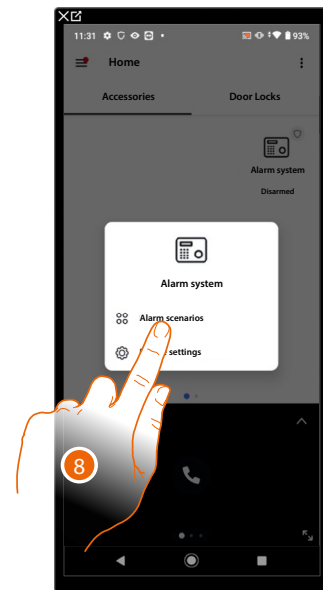 11:31
93%
Home
Accessories Door Locks
Alarm system
Disarmed
Alarm system
Alarm scenarios
settings
8